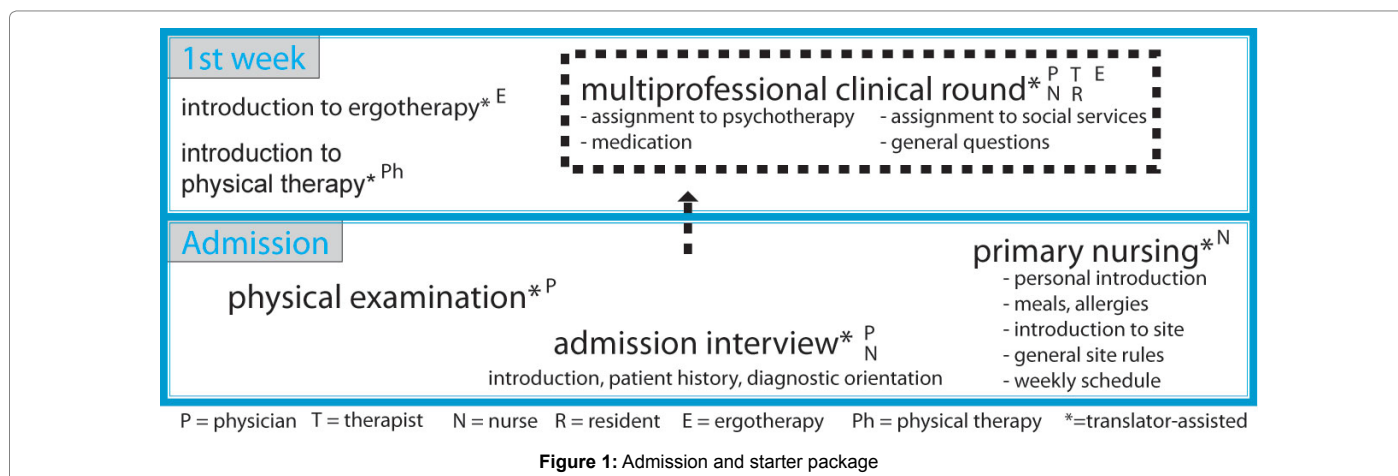 1st week
introduction to ergotherapy* E
introduction to
physical therapy* Ph
multiprofessional clinical round* P T E
N R
- assignment to psychotherapy - assignment to social services
- medication - general questions
Admission
physical examination* P
admission interview* P
N
introduction, patient history, diagnostic orientation
primary nursing* N
- personal introduction
- meals, allergies
- introduction to site
- general site rules
- weekly schedule
P = physician T = therapist N = nurse R = resident E = ergotherapy Ph = physical therapy *=translator-assisted
Figure 1: Admission and starter package